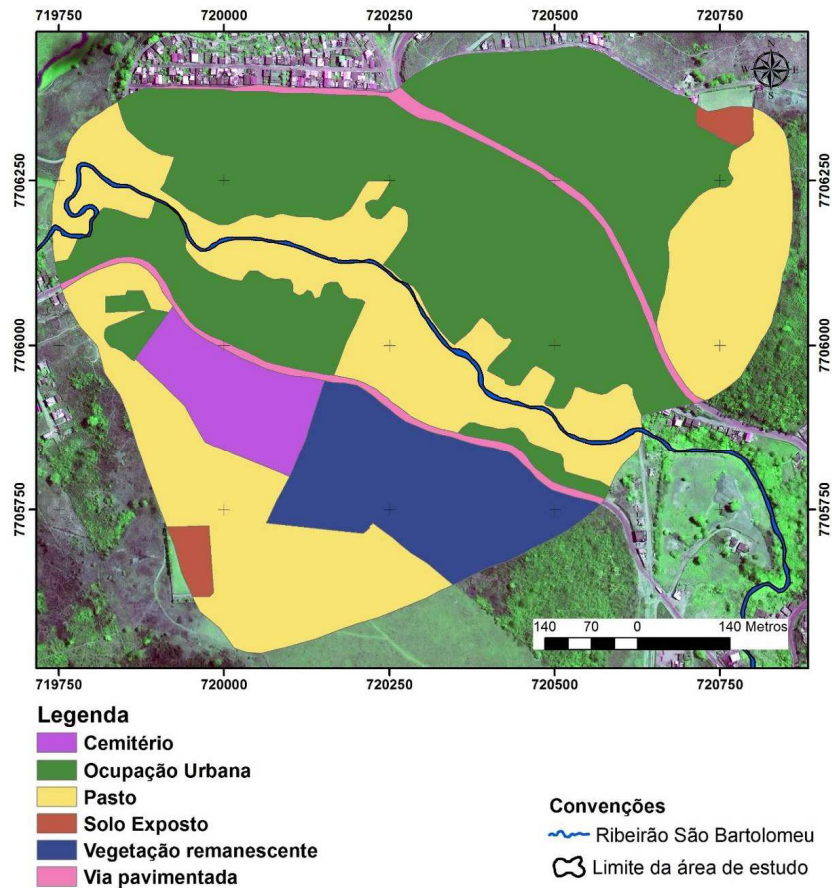 719750 720000 720250 720500 720750
N
W E
S
7706250 7706250
7706000 7706000
7705750 7705750
140 70 0 140 Metros
719750 720000 720250 720500 720750
Legenda
Cemitério
Ocupação Urbana
Pasto
Solo Exposto
Vegetação remanescente
Via pavimentada
Convenções
Ribeirão São Bartolomeu
Limite da área de estudo